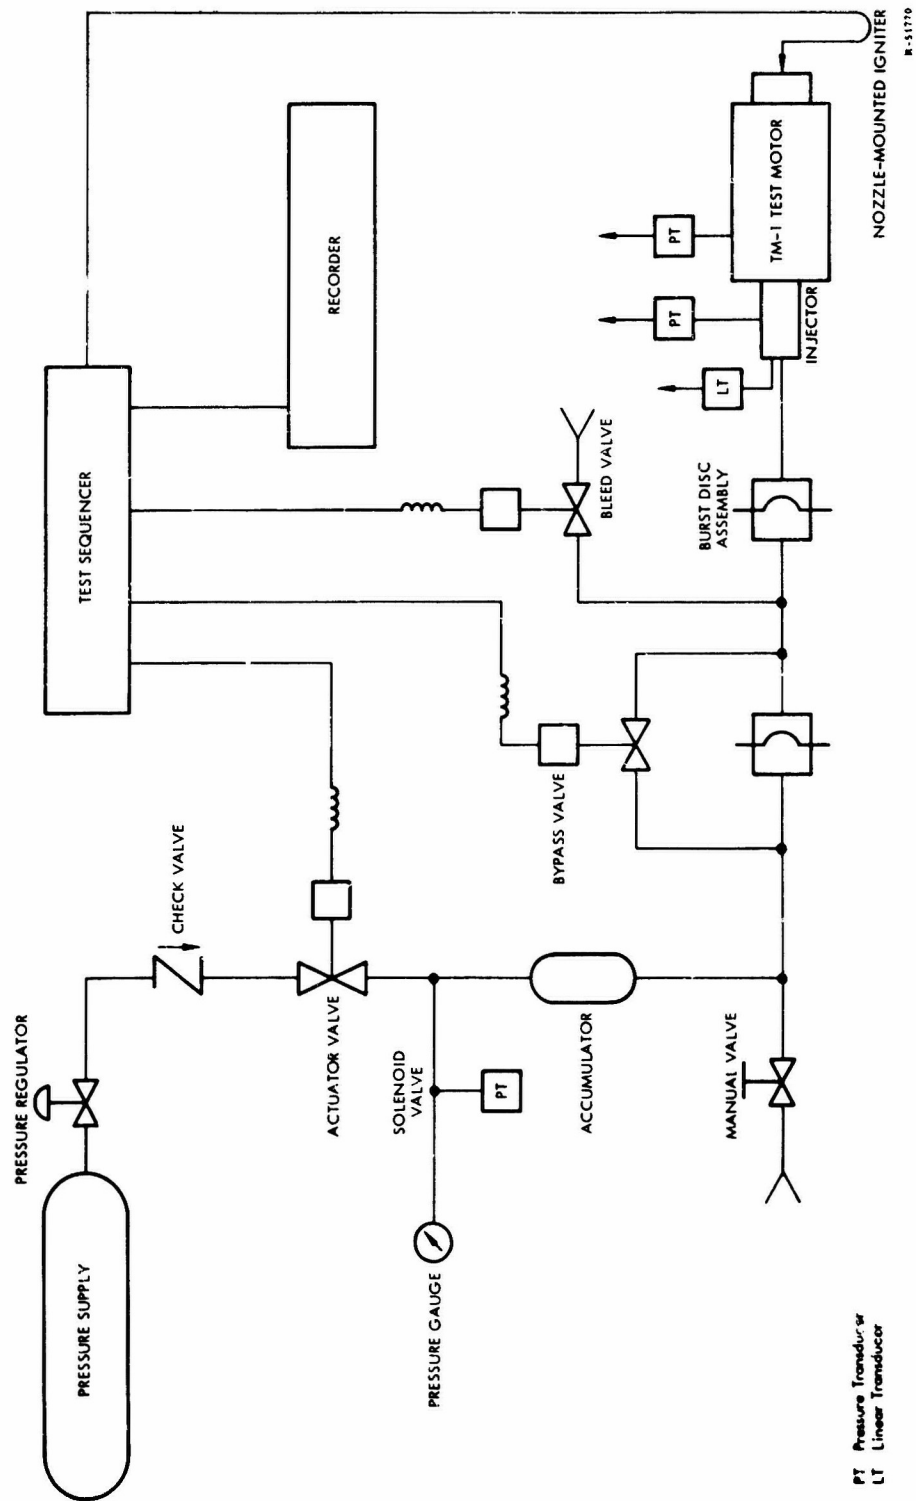 PRESSURE SUPPLY
PRESSURE REGULATOR
CHECK VALVE
TEST SEQUENCER
RECORDER
ACTUATOR VALVE
SOLENOID
VALVE
PT
PRESSURE GAUGE
ACCUMULATOR
BYPASS VALVE
BLEED VALVE
MANUAL VALVE
BURST DISC
ASSEMBLY
LT
PT
PT
INJECTOR
TM-1 TEST MOTOR
NOZZLE-MOUNTED IGNITER
PT Pressure Transducer
LT Linear Transducer
R-51770